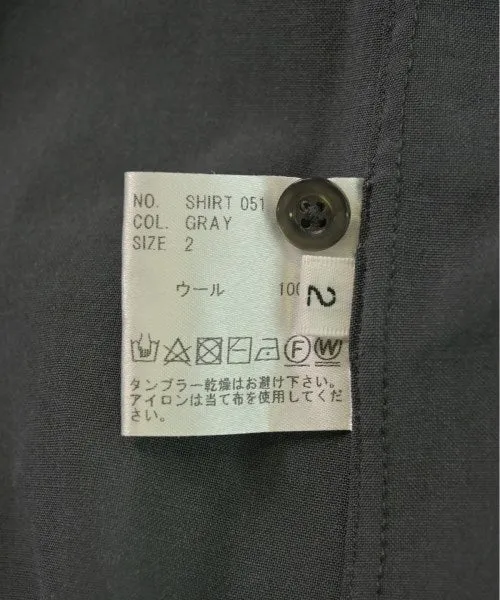 NO. SHIRT 051
COL. GRAY
SIZE 2
ウール 100
2
F W
タンブラー乾燥はお避け下さい。
アイロンは当て布を使用してくだ
さい。